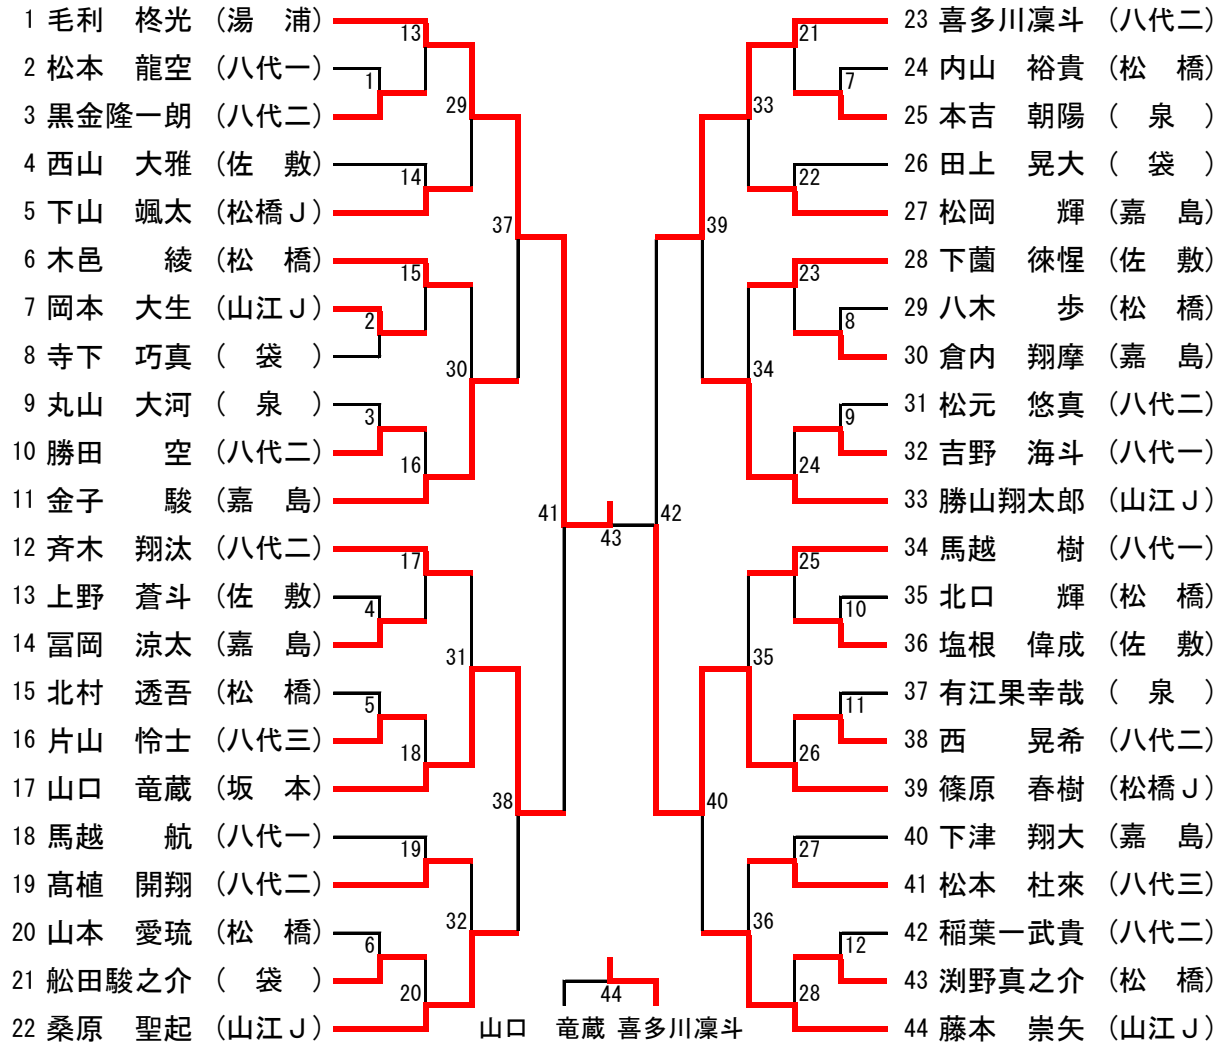 1 毛利　柊光 (湯　浦)
2 松本　龍空 (八代一)
3 黒金隆一朗 (八代二)
4 西山　大雅 (佐　敷)
5 下山　颯太 (松橋Ｊ)
6 木邑　　綾 (松　橋)
7 岡本　大生 (山江Ｊ)
8 寺下　巧真 (　袋　)
9 丸山　大河 (　泉　)
10 勝田　　空 (八代二)
11 金子　　駿 (嘉　島)
12 斉木　翔汰 (八代二)
13 上野　蒼斗 (佐　敷)
14 冨岡　涼太 (嘉　島)
15 北村　透吾 (松　橋)
16 片山　怜士 (八代三)
17 山口　竜蔵 (坂　本)
18 馬越　　航 (八代一)
19 髙植　開翔 (八代二)
20 山本　愛琉 (松　橋)
21 舩田駿之介 (　袋　)
22 桑原　聖起 (山江Ｊ)
13
1
29
14
37
15
2
30
3
16
41
17
4
31
5
18
38
19
32
6
20
43
44
山口　竜蔵 喜多川凜斗
21
7
33
22
39
23
8
34
9
24
42
25
10
35
11
26
40
27
36
12
28
23 喜多川凜斗 (八代二)
24 内山　裕貴 (松　橋)
25 本吉　朝陽 (　泉　)
26 田上　晃大 (　袋　)
27 松岡　　輝 (嘉　島)
28 下薗　徠惺 (佐　敷)
29 八木　　歩 (松　橋)
30 倉内　翔摩 (嘉　島)
31 松元　悠真 (八代二)
32 吉野　海斗 (八代一)
33 勝山翔太郎 (山江Ｊ)
34 馬越　　樹 (八代一)
35 北口　　輝 (松　橋)
36 塩根　偉成 (佐　敷)
37 有江果幸哉 (　泉　)
38 西　　晃希 (八代二)
39 篠原　春樹 (松橋Ｊ)
40 下津　翔大 (嘉　島)
41 松本　杜來 (八代三)
42 稲葉一武貴 (八代二)
43 渕野真之介 (松　橋)
44 藤本　崇矢 (山江Ｊ)